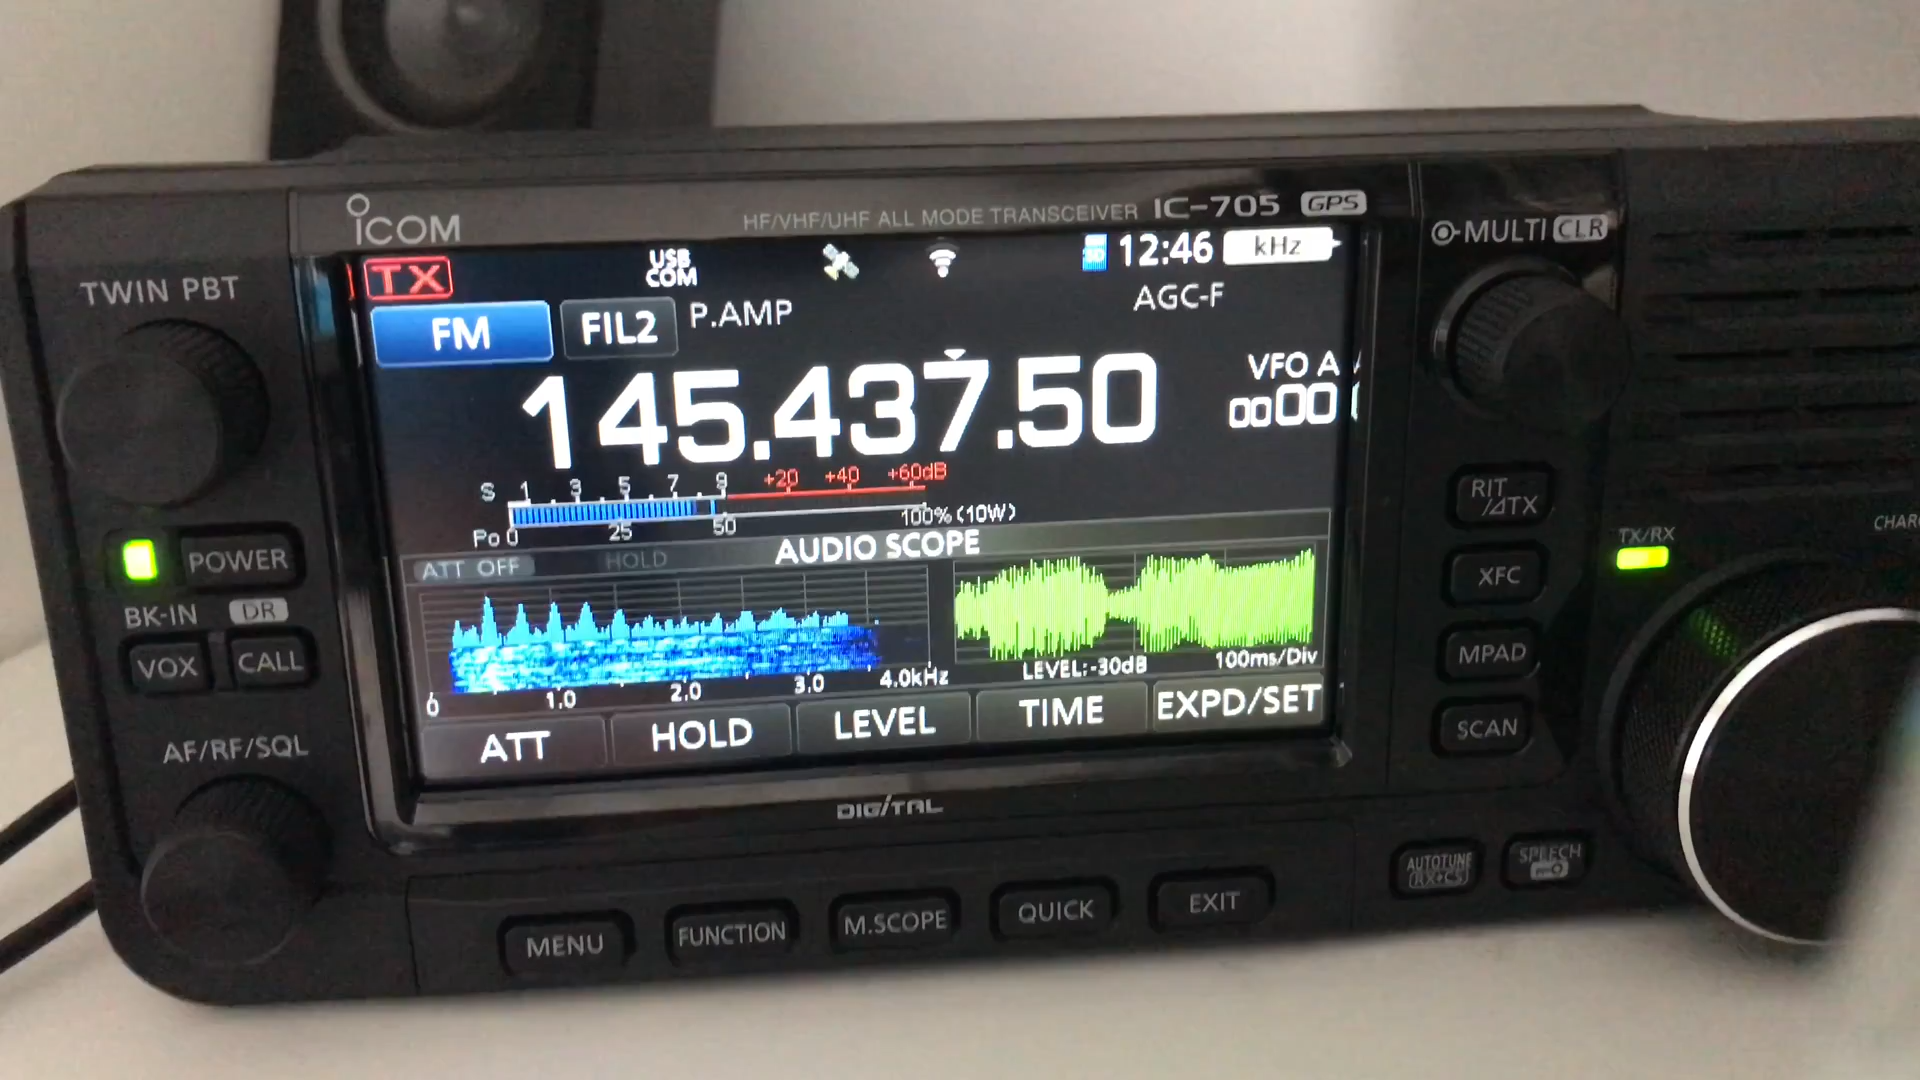 iCOM
HF/VHF/UHF ALL MODE TRANSCEIVER IC-705 GPS
MULTI CLR
TWIN PBT
TX
USB COM
12:46
kHz
FM
FIL2
P.AMP
AGC-F
145.437.50
VFO A
S 1 3 5 7 9 +20 +40 +60dB
Po 0 25 50 100% (10W)
RIT
/⊿TX
TX/RX
POWER
ATT OFF
HOLD
AUDIO SCOPE
XFC
BK-IN DR
VOX
CALL
MPAD
LEVEL:-30dB
100ms/Div
0 1.0 2.0 3.0 4.0kHz
ATT
HOLD
LEVEL
TIME
EXPD/SET
SCAN
AF/RF/SQL
DIGITAL
AUTOTUNE
RX→CS
SPEECH
MENU
FUNCTION
M.SCOPE
QUICK
EXIT